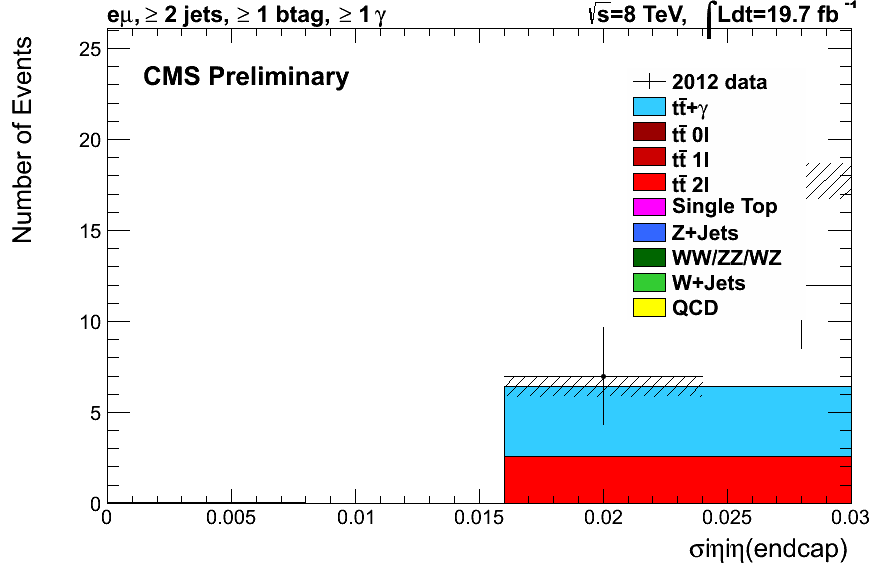 eμ, ≥ 2 jets, ≥ 1 btag, ≥ 1 γ
√s=8 TeV, ∫Ldt=19.7 fb⁻¹
CMS Preliminary
2012 data
tt̄+γ
tt̄ 0l
tt̄ 1l
tt̄ 2l
Single Top
Z+Jets
WW/ZZ/WZ
W+Jets
QCD
Number of Events
25
20
15
10
5
0
0 0.005 0.01 0.015 0.02 0.025 0.03
σiηiη(endcap)